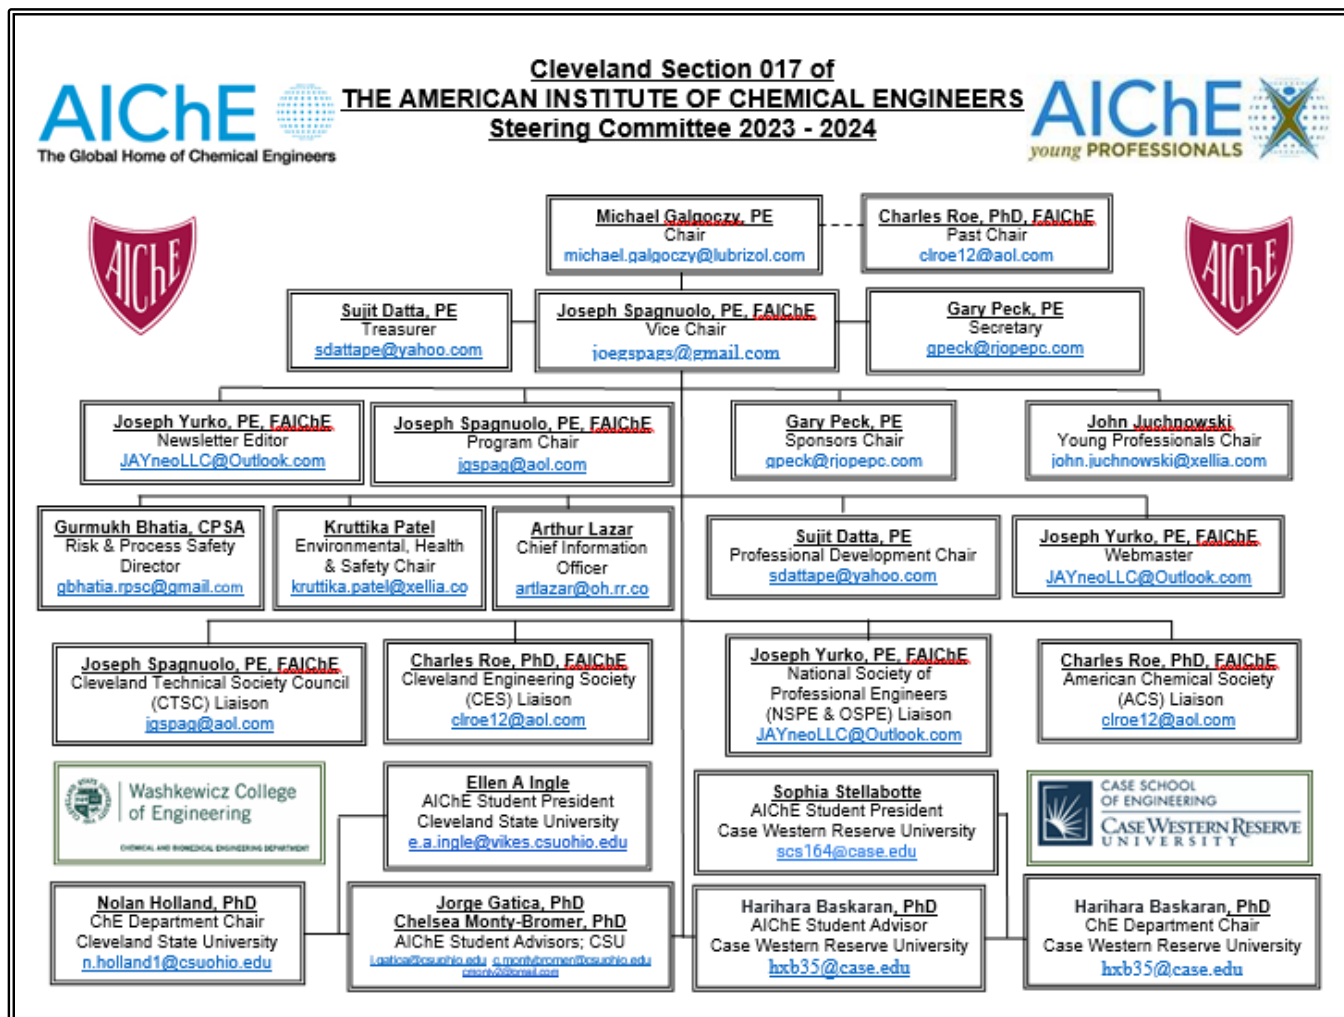 Cleveland Section 017 of
THE AMERICAN INSTITUTE OF CHEMICAL ENGINEERS
Steering Committee 2023 - 2024
AIChE
The Global Home of Chemical Engineers
AIChE
young PROFESSIONALS
AIChE
AIChE
Michael Galgoczy, PE
Chair
michael.galgoczy@lubrizol.com
Charles Roe, PhD, FAIChE
Past Chair
clroe12@aol.com
Sujit Datta, PE
Treasurer
sdattape@yahoo.com
Joseph Spagnuolo, PE, FAIChE
Vice Chair
joegspags@gmail.com
Gary Peck, PE
Secretary
gpeck@rjopepc.com
Joseph Yurko, PE, FAIChE
Newsletter Editor
JAYneoLLC@Outlook.com
Joseph Spagnuolo, PE, FAIChE
Program Chair
jgspag@aol.com
Gary Peck, PE
Sponsors Chair
gpeck@rjopepc.com
John Juchnowski
Young Professionals Chair
john.juchnowski@xellia.com
Gurmukh Bhatia, CPSA
Risk & Process Safety
Director
gbhatia.rpsc@gmail.com
Kruttika Patel
Environmental, Health
& Safety Chair
kruttika.patel@xellia.co
Arthur Lazar
Chief Information
Officer
artlazar@oh.rr.co
Sujit Datta, PE
Professional Development Chair
sdattape@yahoo.com
Joseph Yurko, PE, FAIChE
Webmaster
JAYneoLLC@Outlook.com
Joseph Spagnuolo, PE, FAIChE
Cleveland Technical Society Council
(CTSC) Liaison
jgspag@aol.com
Charles Roe, PhD, FAIChE
Cleveland Engineering Society
(CES) Liaison
clroe12@aol.com
Joseph Yurko, PE, FAIChE
National Society of
Professional Engineers
(NSPE & OSPE) Liaison
JAYneoLLC@Outlook.com
Charles Roe, PhD, FAIChE
American Chemical Society
(ACS) Liaison
clroe12@aol.com
Washkewicz College
of Engineering
CHEMICAL AND BIOMEDICAL ENGINEERING DEPARTMENT
Ellen A Ingle
AIChE Student President
Cleveland State University
e.a.ingle@vikes.csuohio.edu
Sophia Stellabotte
AIChE Student President
Case Western Reserve University
scs164@case.edu
CASE SCHOOL
OF ENGINEERING
CASE WESTERN RESERVE
UNIVERSITY
Nolan Holland, PhD
ChE Department Chair
Cleveland State University
n.holland1@csuohio.edu
Jorge Gatica, PhD
Chelsea Monty-Bromer, PhD
AIChE Student Advisors; CSU
j.gatica@csuohio.edu c.montybromer@csuohio.edu
Harihara Baskaran, PhD
AIChE Student Advisor
Case Western Reserve University
hxb35@case.edu
Harihara Baskaran, PhD
ChE Department Chair
Case Western Reserve University
hxb35@case.edu